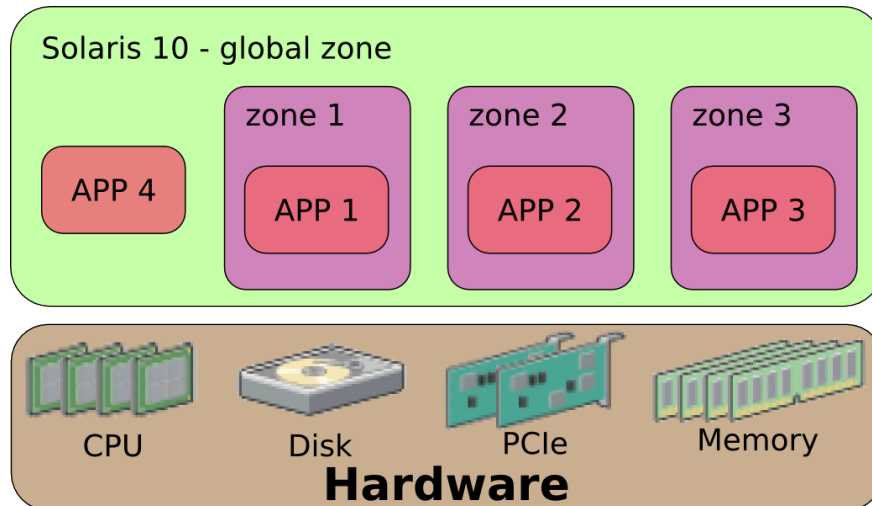 Solaris 10 - global zone
zone 1
zone 2
zone 3
APP 4
APP 1
APP 2
APP 3
CPU
Disk
PCIe
Memory
Hardware